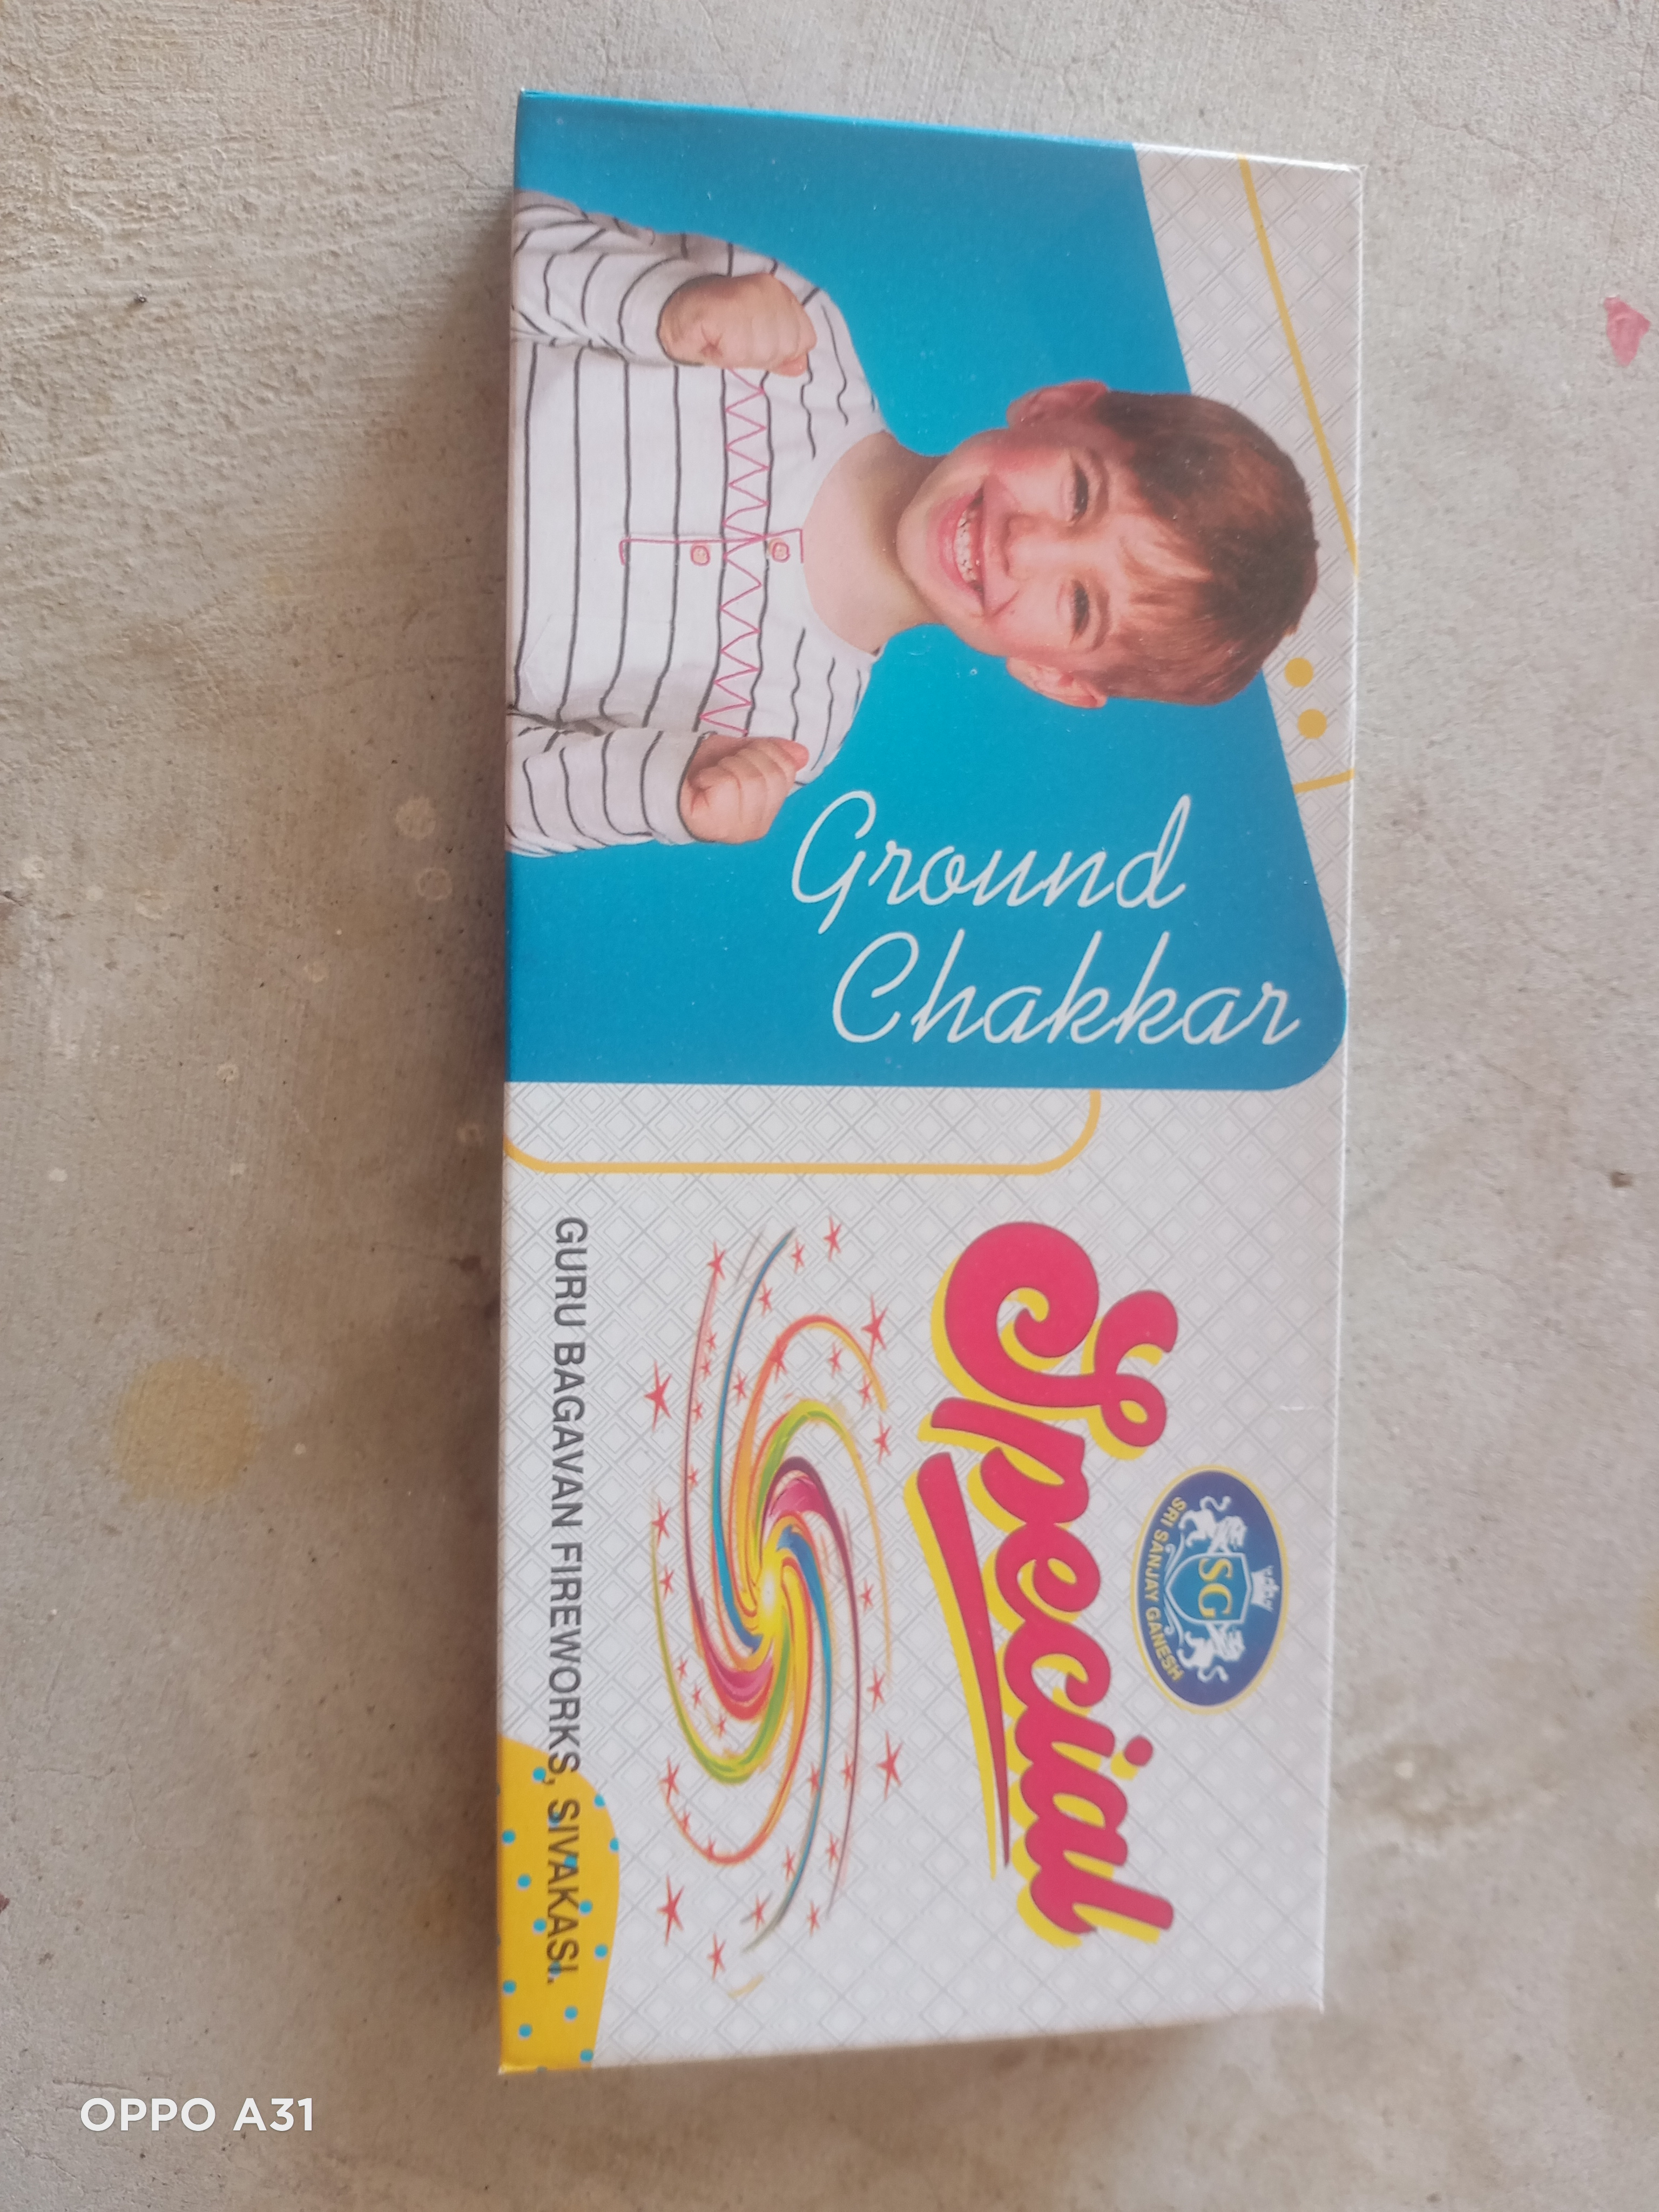 Ground
Chakkar
SG
SRI SANJAY GANESH
Special
GURU BAGAVAN FIREWORKS, SIVAKASI.
OPPO A31